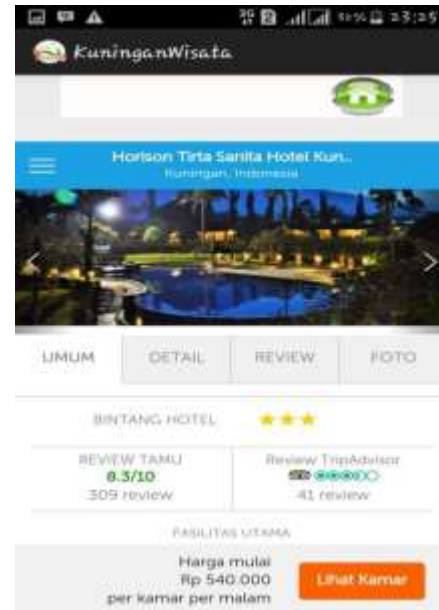 23:25
KuninganWisata
Horison Tirta Sanita Hotel Kun..
Kuningan, Indonesia
UMUM DETAIL REVIEW FOTO
BINTANG HOTEL
REVIEW TAMU
8.3/10
309 review
Review TripAdvisor
41 review
FASILITAS UTAMA
Harga mulai
Rp 540.000
per kamar per malam
Lihat Kamar